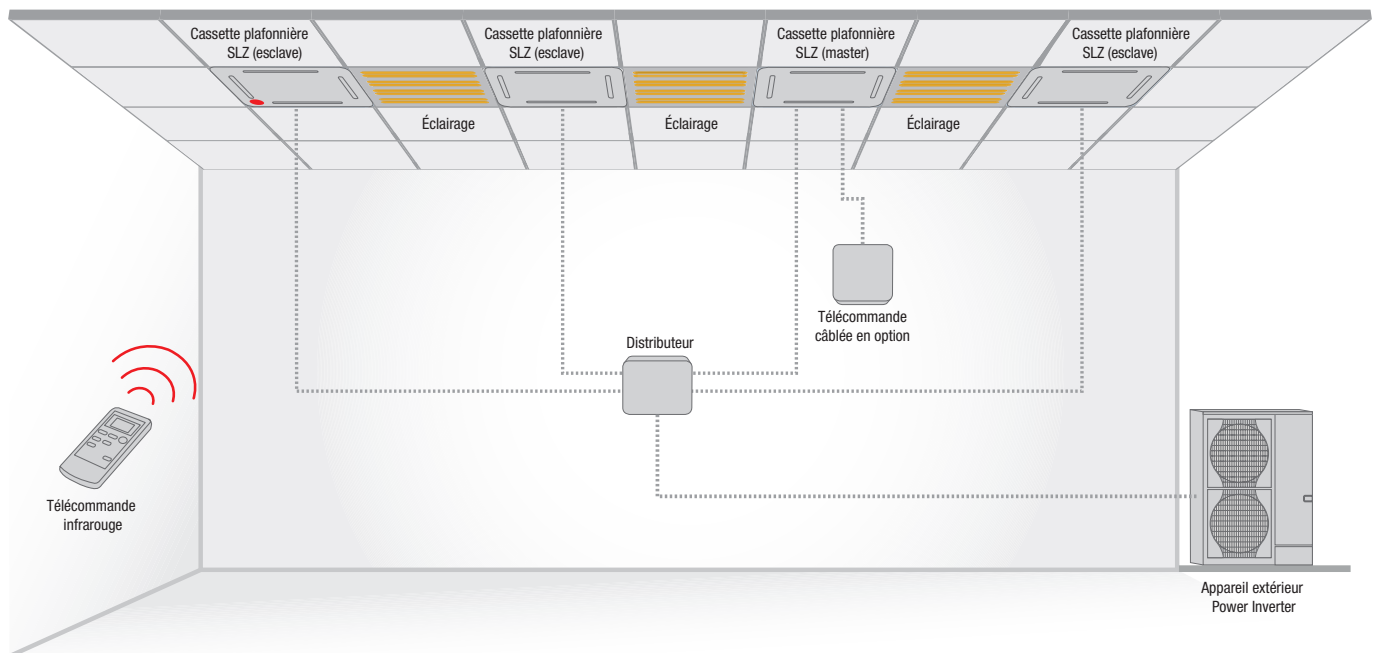 Cassette plafonnière
SLZ (esclave)
Cassette plafonnière
SLZ (esclave)
Cassette plafonnière
SLZ (master)
Cassette plafonnière
SLZ (esclave)
Éclairage
Éclairage
Éclairage
Télécommande
câblée en option
Distributeur
Télécommande
infrarouge
Appareil extérieur
Power Inverter